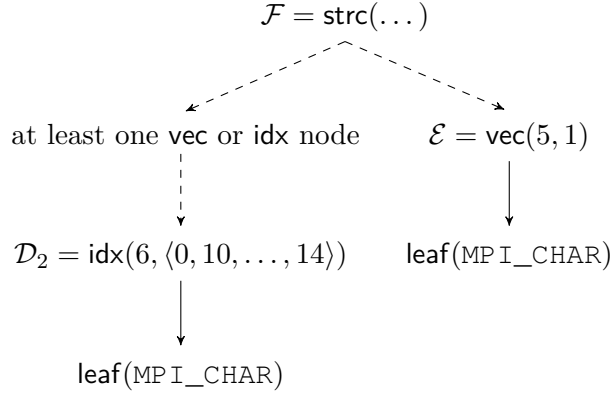 ℱ = strc(...)
at least one vec or idx node
ℰ = vec(5, 1)
𝒟₂ = idx(6, ⟨0, 10, . . . , 14⟩)
leaf(MPI_CHAR)
leaf(MPI_CHAR)